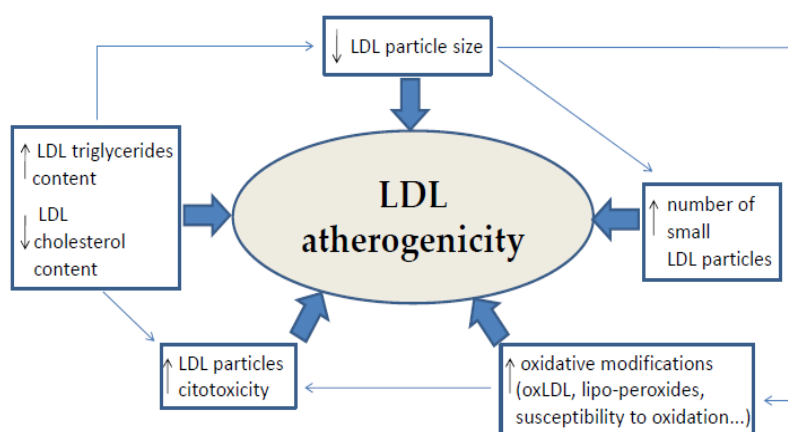 ↓ LDL particle size
↑ LDL triglycerides
content
↓ LDL
cholesterol
content
LDL
atherogenicity
↑ number of
small
LDL particles
↑ LDL particles
citotoxicity
↑ oxidative modifications
(oxLDL, lipo-peroxides,
susceptibility to oxidation...)